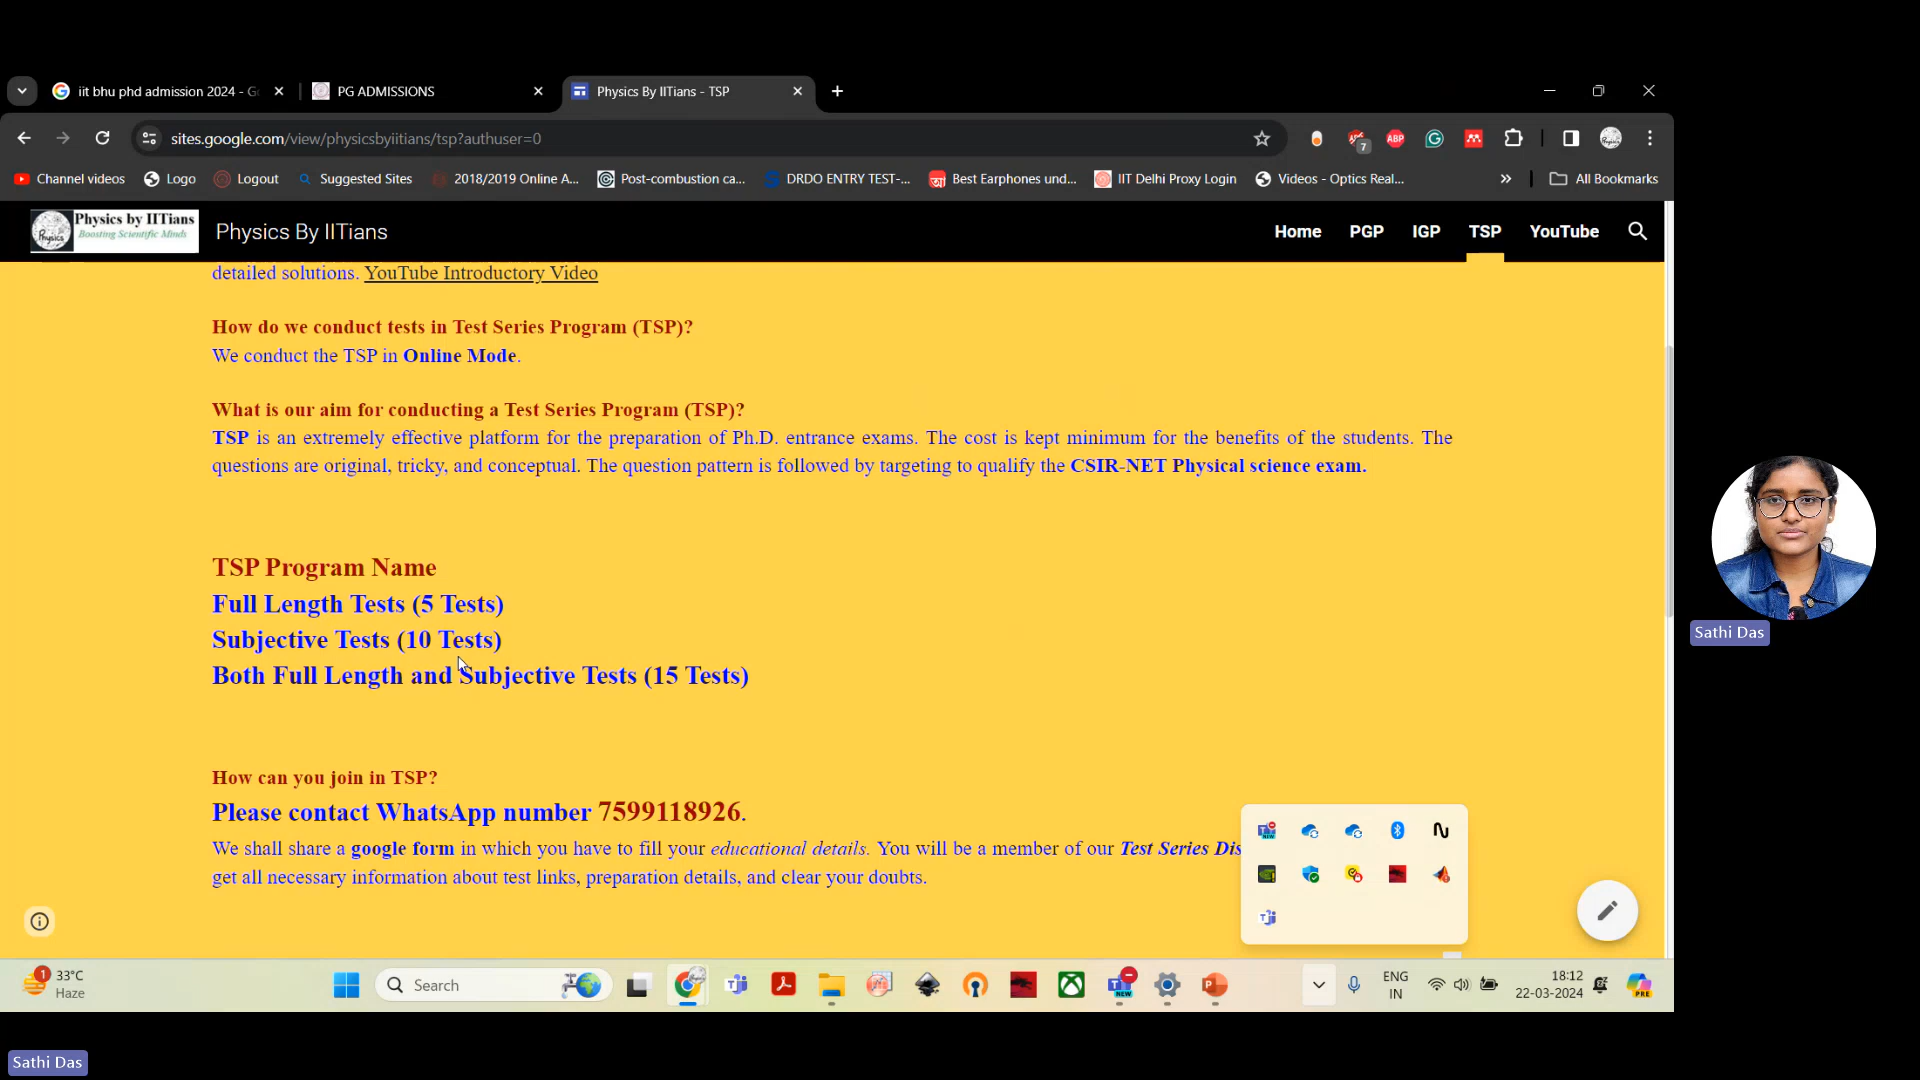 iit bhu phd admission 2024 - Go
PG ADMISSIONS
Physics By IITians - TSP
sites.google.com/view/physicsbyiitians/tsp?authuser=0
7
ABP
Channel videos
Logo
Logout
Suggested Sites
2018/2019 Online A...
Post-combustion ca...
DRDO ENTRY TEST-...
Best Earphones und...
IIT Delhi Proxy Login
Videos - Optics Real...
All Bookmarks
Physics by IITians
Boosting Scientific Minds
Physics By IITians
Home
PGP
IGP
TSP
YouTube
detailed solutions. YouTube Introductory Video
How do we conduct tests in Test Series Program (TSP)?
We conduct the TSP in Online Mode.
What is our aim for conducting a Test Series Program (TSP)?
TSP is an extremely effective platform for the preparation of Ph.D. entrance exams. The cost is kept minimum for the benefits of the students. The
questions are original, tricky, and conceptual. The question pattern is followed by targeting to qualify the CSIR-NET Physical science exam.
TSP Program Name
Full Length Tests (5 Tests)
Subjective Tests (10 Tests)
Both Full Length and Subjective Tests (15 Tests)
Sathi Das
How can you join in TSP?
Please contact WhatsApp number 7599118926.
We shall share a google form in which you have to fill your educational details. You will be a member of our Test Series Dis
get all necessary information about test links, preparation details, and clear your doubts.
1
33°C
Haze
Search
NEW
ENG
IN
18:12
22-03-2024
PRE
Sathi Das